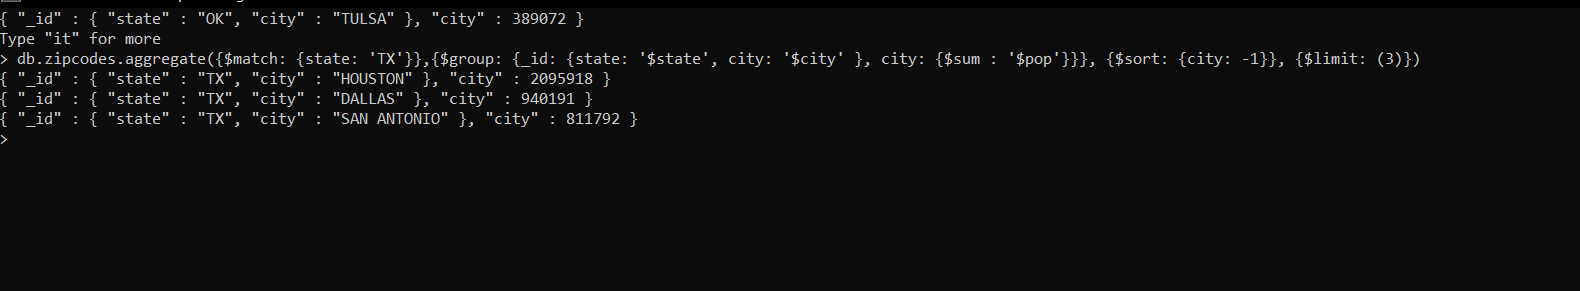 { "_id" : { "state" : "OK", "city" : "TULSA" }, "city" : 389072 }
Type "it" for more
> db.zipcodes.aggregate({$match: {state: 'TX'}},{$group: {_id: {state: '$state', city: '$city' }, city: {$sum : '$pop'}}}, {$sort: {city: -1}}, {$limit: (3)})
{ "_id" : { "state" : "TX", "city" : "HOUSTON" }, "city" : 2095918 }
{ "_id" : { "state" : "TX", "city" : "DALLAS" }, "city" : 940191 }
{ "_id" : { "state" : "TX", "city" : "SAN ANTONIO" }, "city" : 811792 }
>